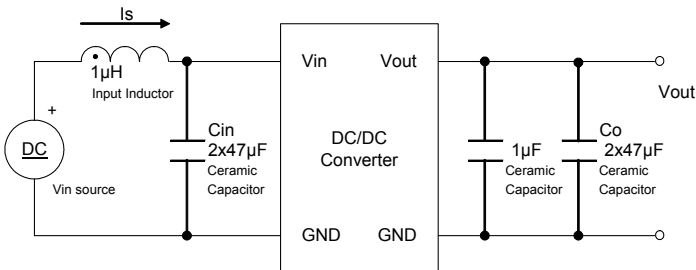 Is
1µH
Input Inductor
+
DC
Vin source
Cin
2x47µF
Ceramic
Capacitor
Vin
Vout
DC/DC
Converter
GND
GND
1µF
Ceramic
Capacitor
Co
2x47µF
Ceramic
Capacitor
Vout